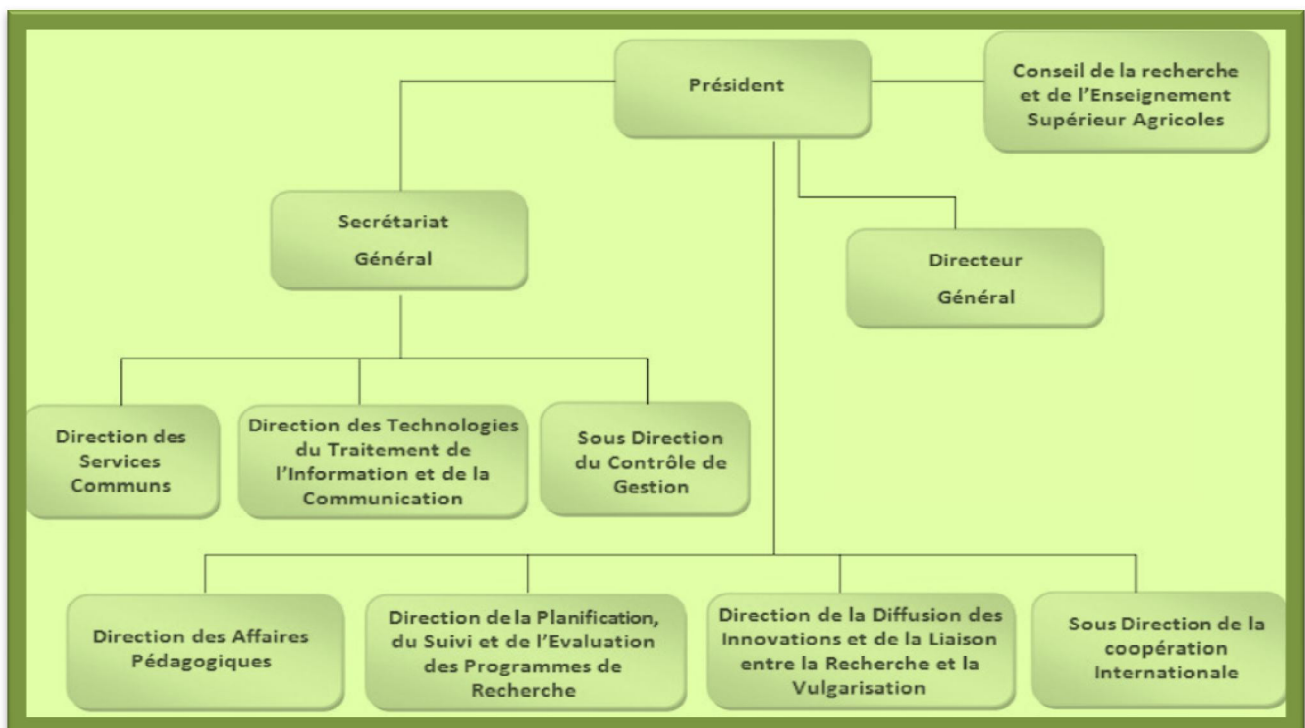 Président
Conseil de la recherche
et de l'Enseignement
Supérieur Agricoles
Secrétariat
Général
Directeur
Général
Direction des
Services
Communs
Direction des Technologies
du Traitement de
l'Information et de la
Communication
Sous Direction
du Contrôle de
Gestion
Direction des Affaires
Pédagogiques
Direction de la Planification,
du Suivi et de l'Evaluation
des Programmes de
Recherche
Direction de la Diffusion des
Innovations et de la Liaison
entre la Recherche et la
Vulgarisation
Sous Direction de la
coopération
Internationale